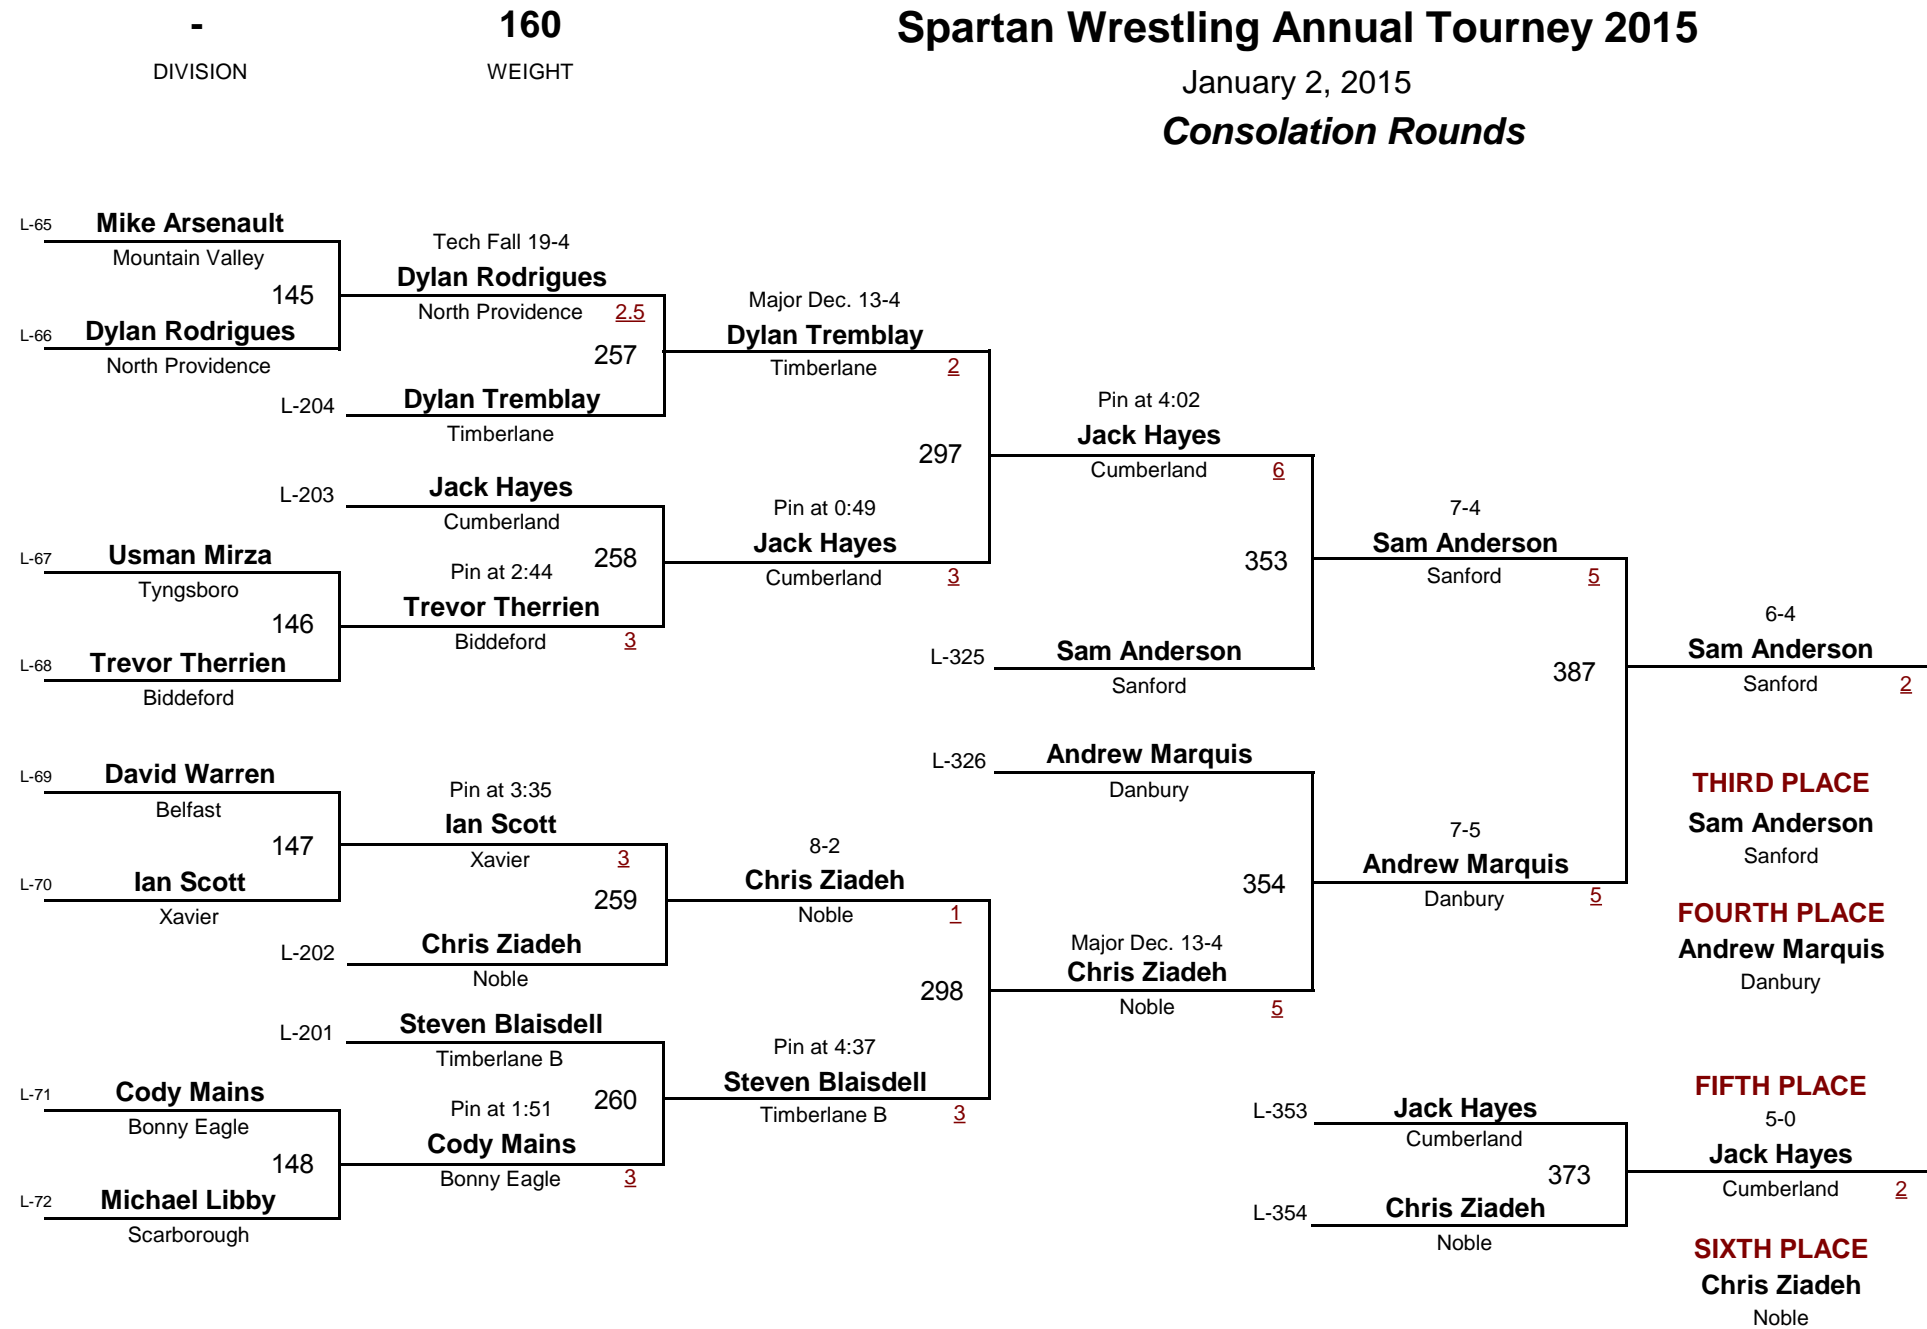 -
DIVISION
160
WEIGHT
Spartan Wrestling Annual Tourney 2015
January 2, 2015
Consolation Rounds
L-65
Mike Arsenault
Mountain Valley
145
L-66
Dylan Rodrigues
North Providence
L-67
Usman Mirza
Tyngsboro
146
L-68
Trevor Therrien
Biddeford
L-69
David Warren
Belfast
147
L-70
Ian Scott
Xavier
L-71
Cody Mains
Bonny Eagle
148
L-72
Michael Libby
Scarborough
Tech Fall 19-4
Dylan Rodrigues
North Providence 2.5
257
L-204
Dylan Tremblay
Timberlane
L-203
Jack Hayes
Cumberland
258
Pin at 2:44
Trevor Therrien
Biddeford 3
Pin at 3:35
Ian Scott
Xavier 3
259
L-202
Chris Ziadeh
Noble
L-201
Steven Blaisdell
Timberlane B
260
Pin at 1:51
Cody Mains
Bonny Eagle 3
Major Dec. 13-4
Dylan Tremblay
Timberlane 2
297
Pin at 0:49
Jack Hayes
Cumberland 3
8-2
Chris Ziadeh
Noble 1
298
Pin at 4:37
Steven Blaisdell
Timberlane B 3
Pin at 4:02
Jack Hayes
Cumberland 6
353
L-325
Sam Anderson
Sanford
L-326
Andrew Marquis
Danbury
354
Major Dec. 13-4
Chris Ziadeh
Noble 5
7-4
Sam Anderson
Sanford 5
387
7-5
Andrew Marquis
Danbury 5
6-4
Sam Anderson
Sanford 2
THIRD PLACE
Sam Anderson
Sanford
FOURTH PLACE
Andrew Marquis
Danbury
L-353
Jack Hayes
Cumberland
373
L-354
Chris Ziadeh
Noble
FIFTH PLACE
5-0
Jack Hayes
Cumberland 2
SIXTH PLACE
Chris Ziadeh
Noble